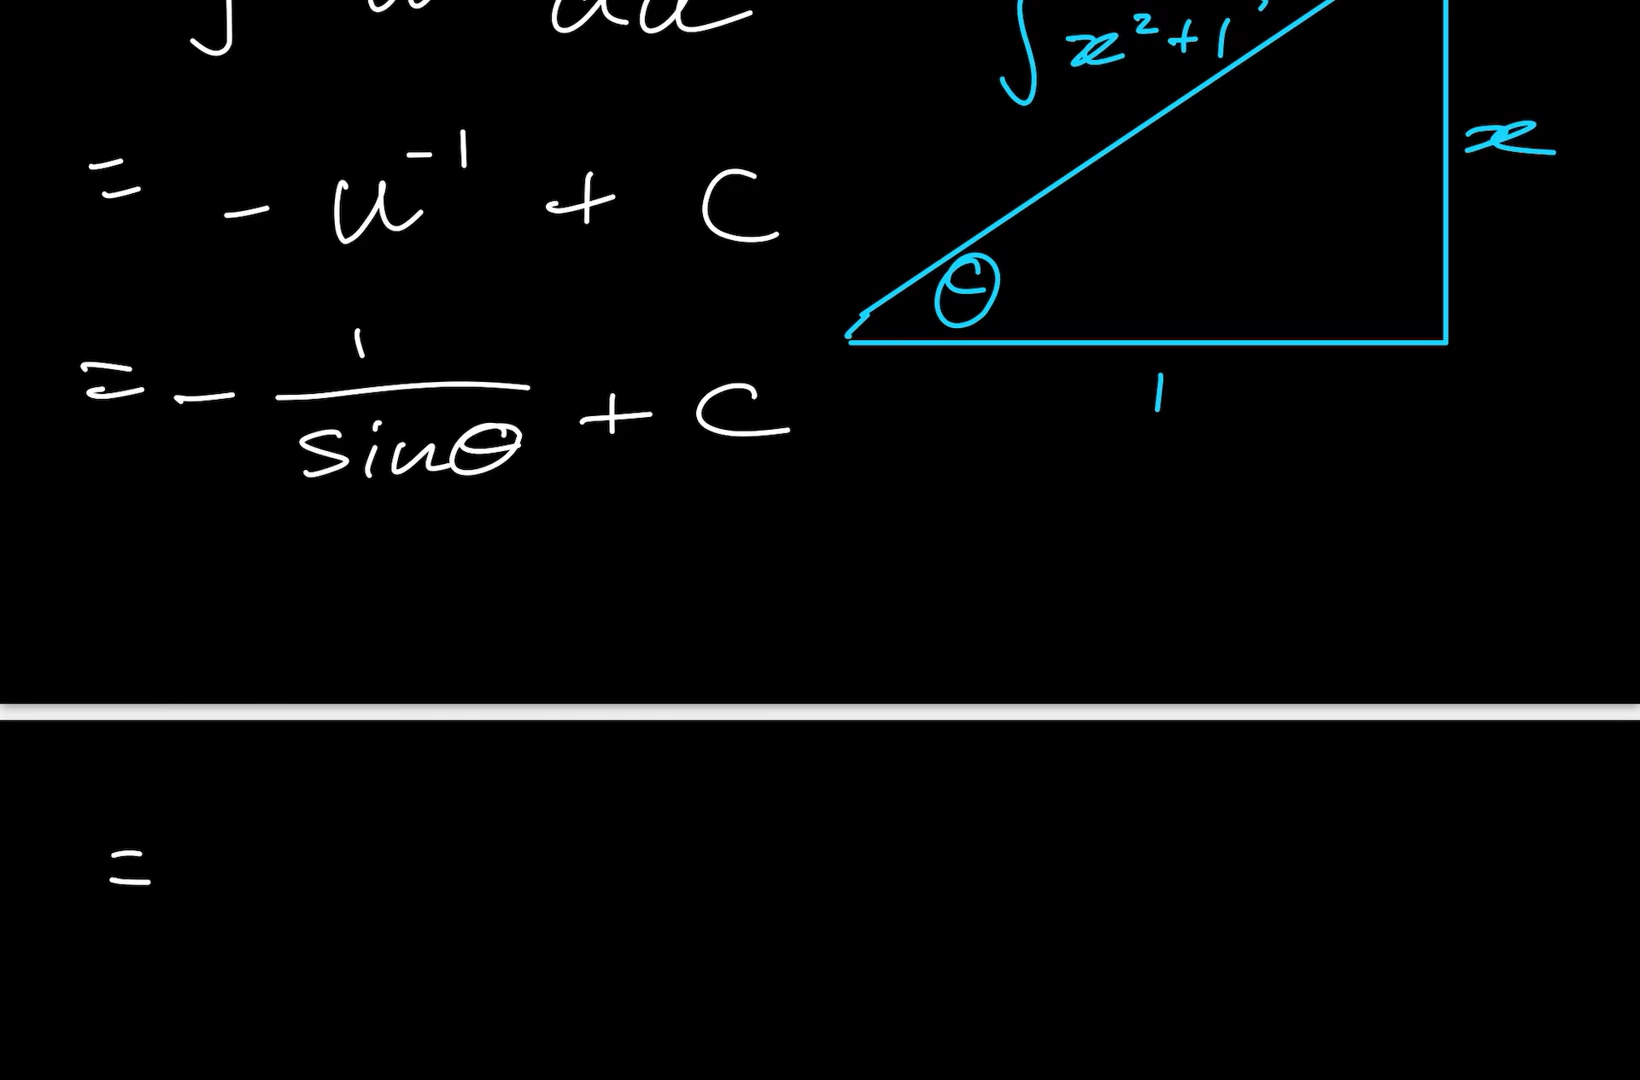 = - u⁻¹ + C
= - 1/sinθ + C
√x²+1
x
θ
1
=